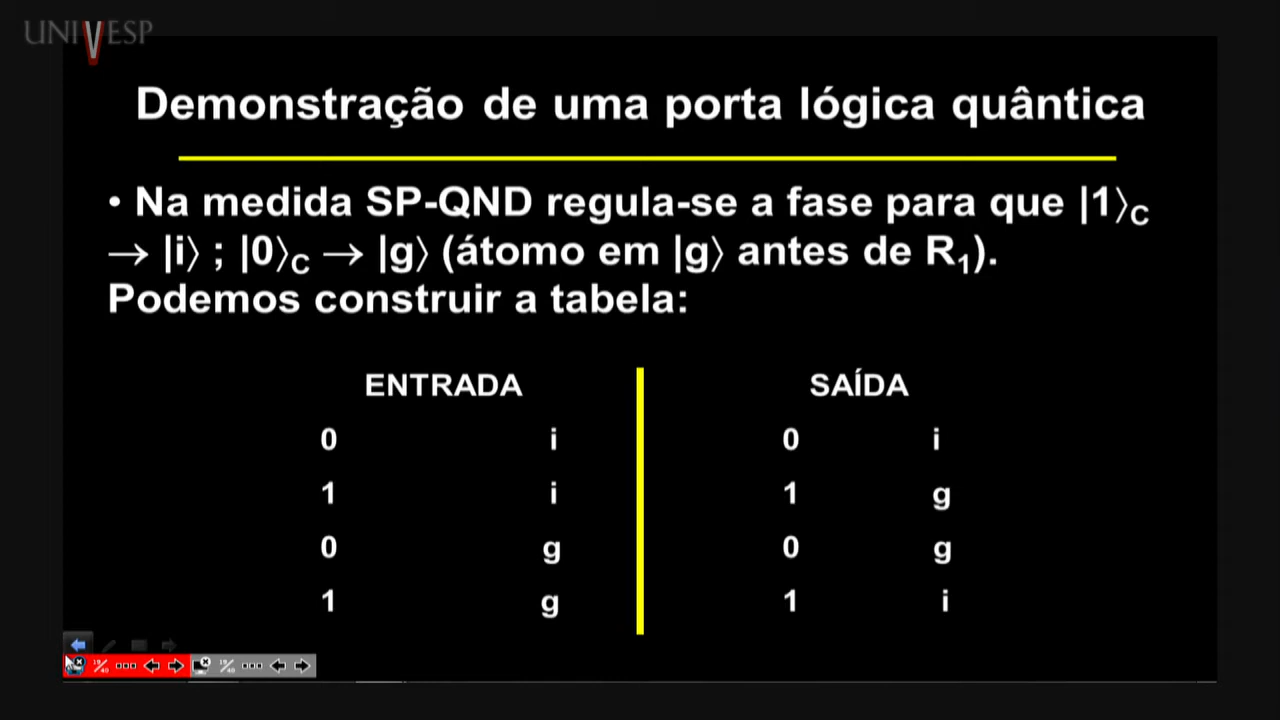 UNIVESP
Demonstração de uma porta lógica quântica
• Na medida SP-QND regula-se a fase para que |1⟩C
→ |i⟩ ; |0⟩C → |g⟩ (átomo em |g⟩ antes de R1).
Podemos construir a tabela:
ENTRADA SAÍDA
0 i 0 i
1 i 1 g
0 g 0 g
1 g 1 i